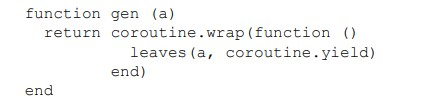 function gen (a)
  return coroutine.wrap(function ()
           leaves(a, coroutine.yield)
         end)
end